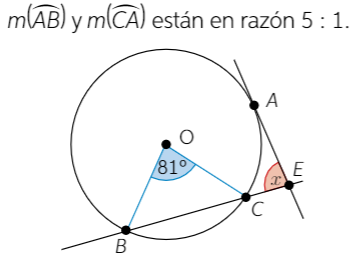 m(AB) y m(CA) están en razón 5 : 1.
A
O
81°
E
x
C
B